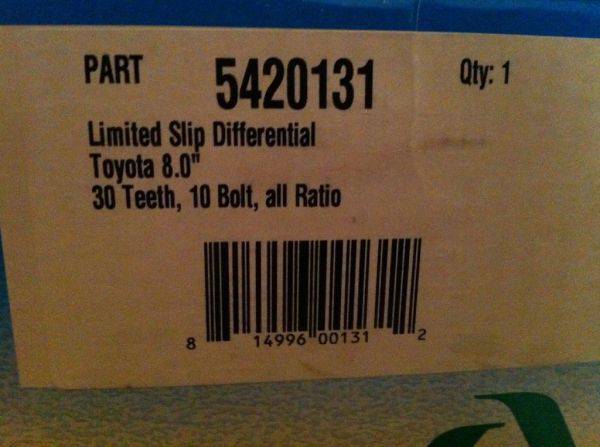 PART 5420131 Qty: 1
Limited Slip Differential
Toyota 8.0"
30 Teeth, 10 Bolt, all Ratio
8 14996 00131 2